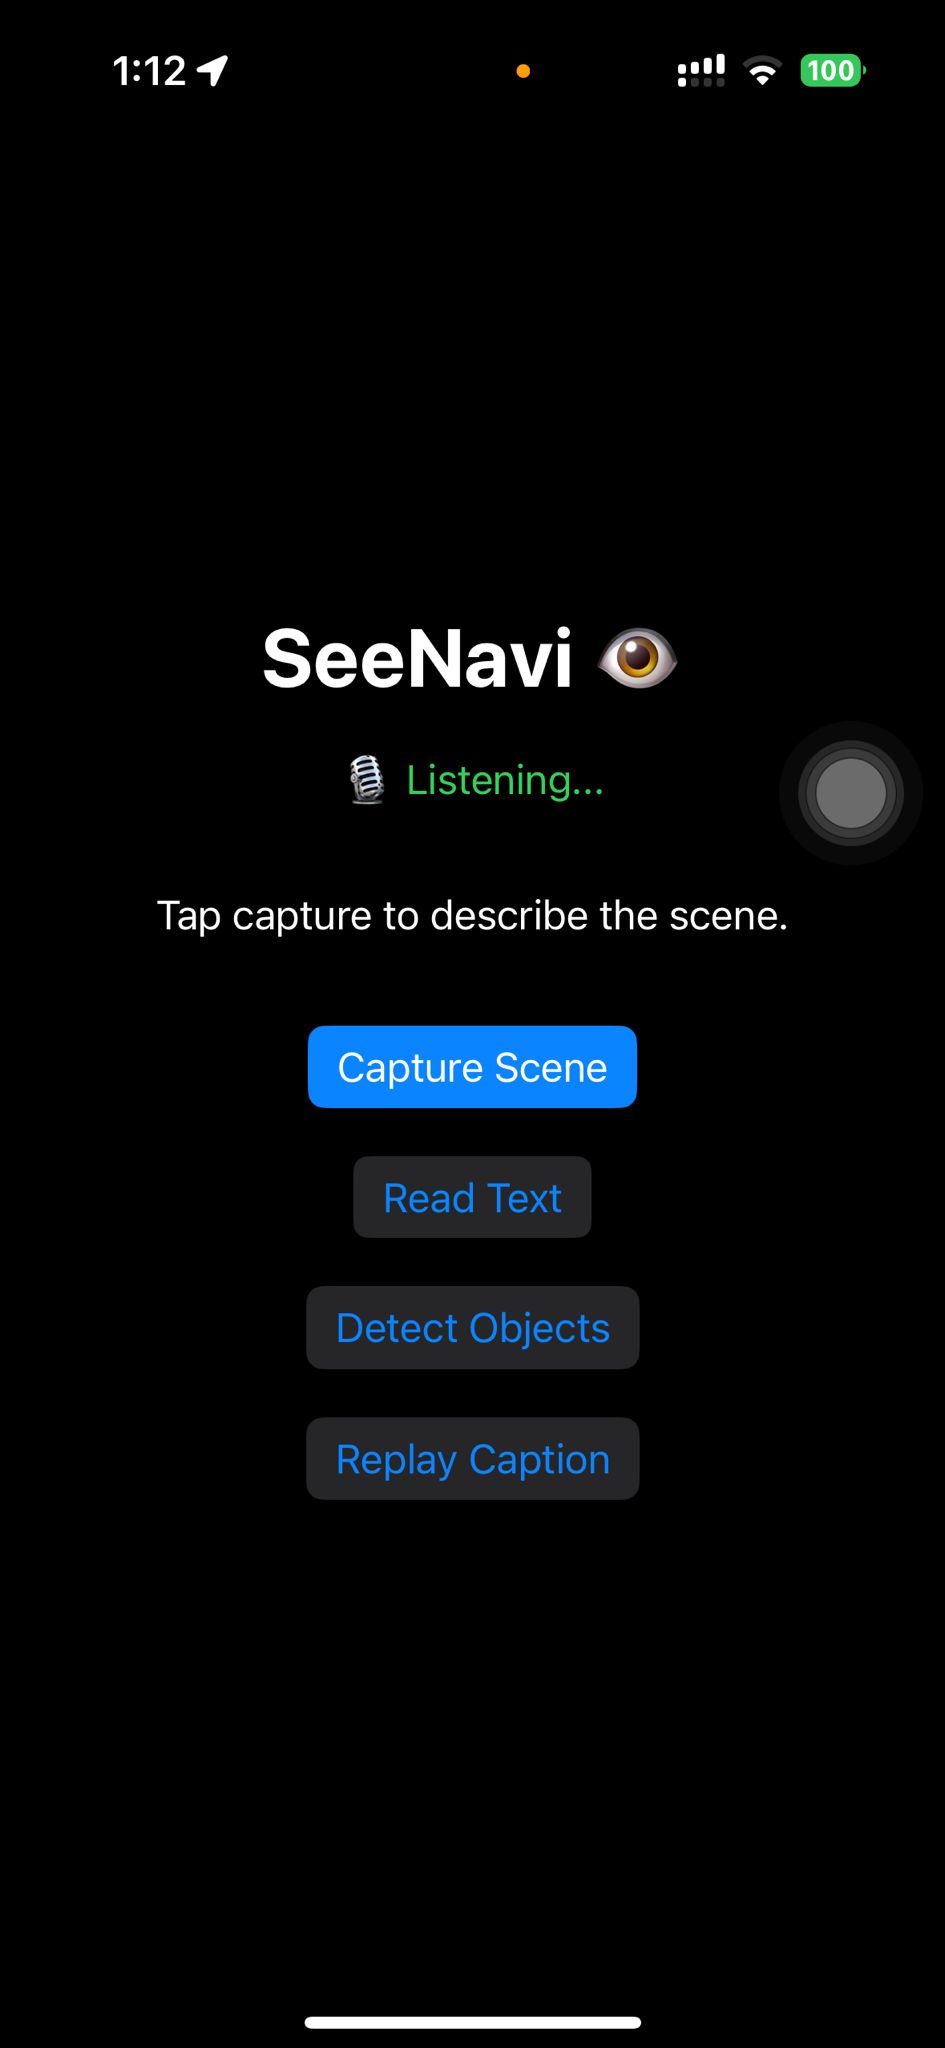 1:12 100
SeeNavi
Listening...
Tap capture to describe the scene.
Capture Scene
Read Text
Detect Objects
Replay Caption